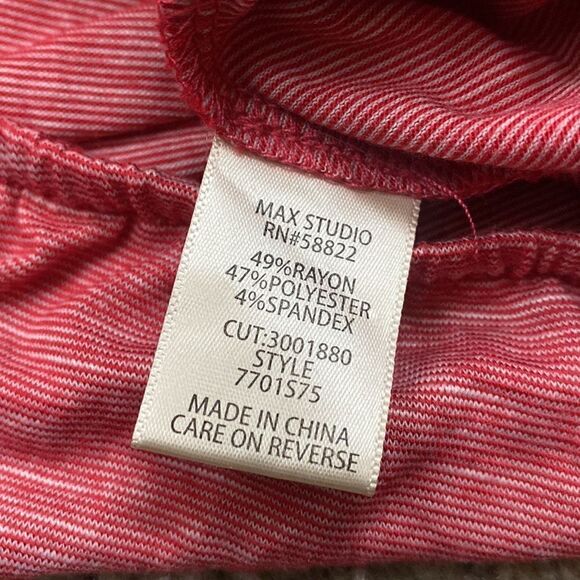 MAX STUDIO
RN#58822
49%RAYON
47%POLYESTER
4%SPANDEX
CUT:3001880
STYLE
7701S75
MADE IN CHINA
CARE ON REVERSE